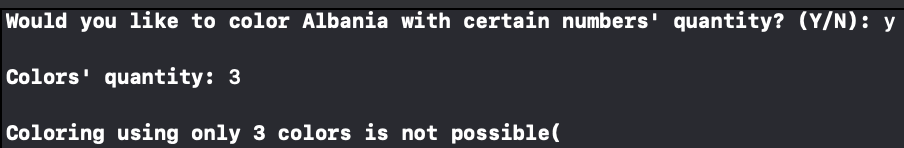 Would you like to color Albania with certain numbers' quantity? (Y/N): y
Colors' quantity: 3
Coloring using only 3 colors is not possible(